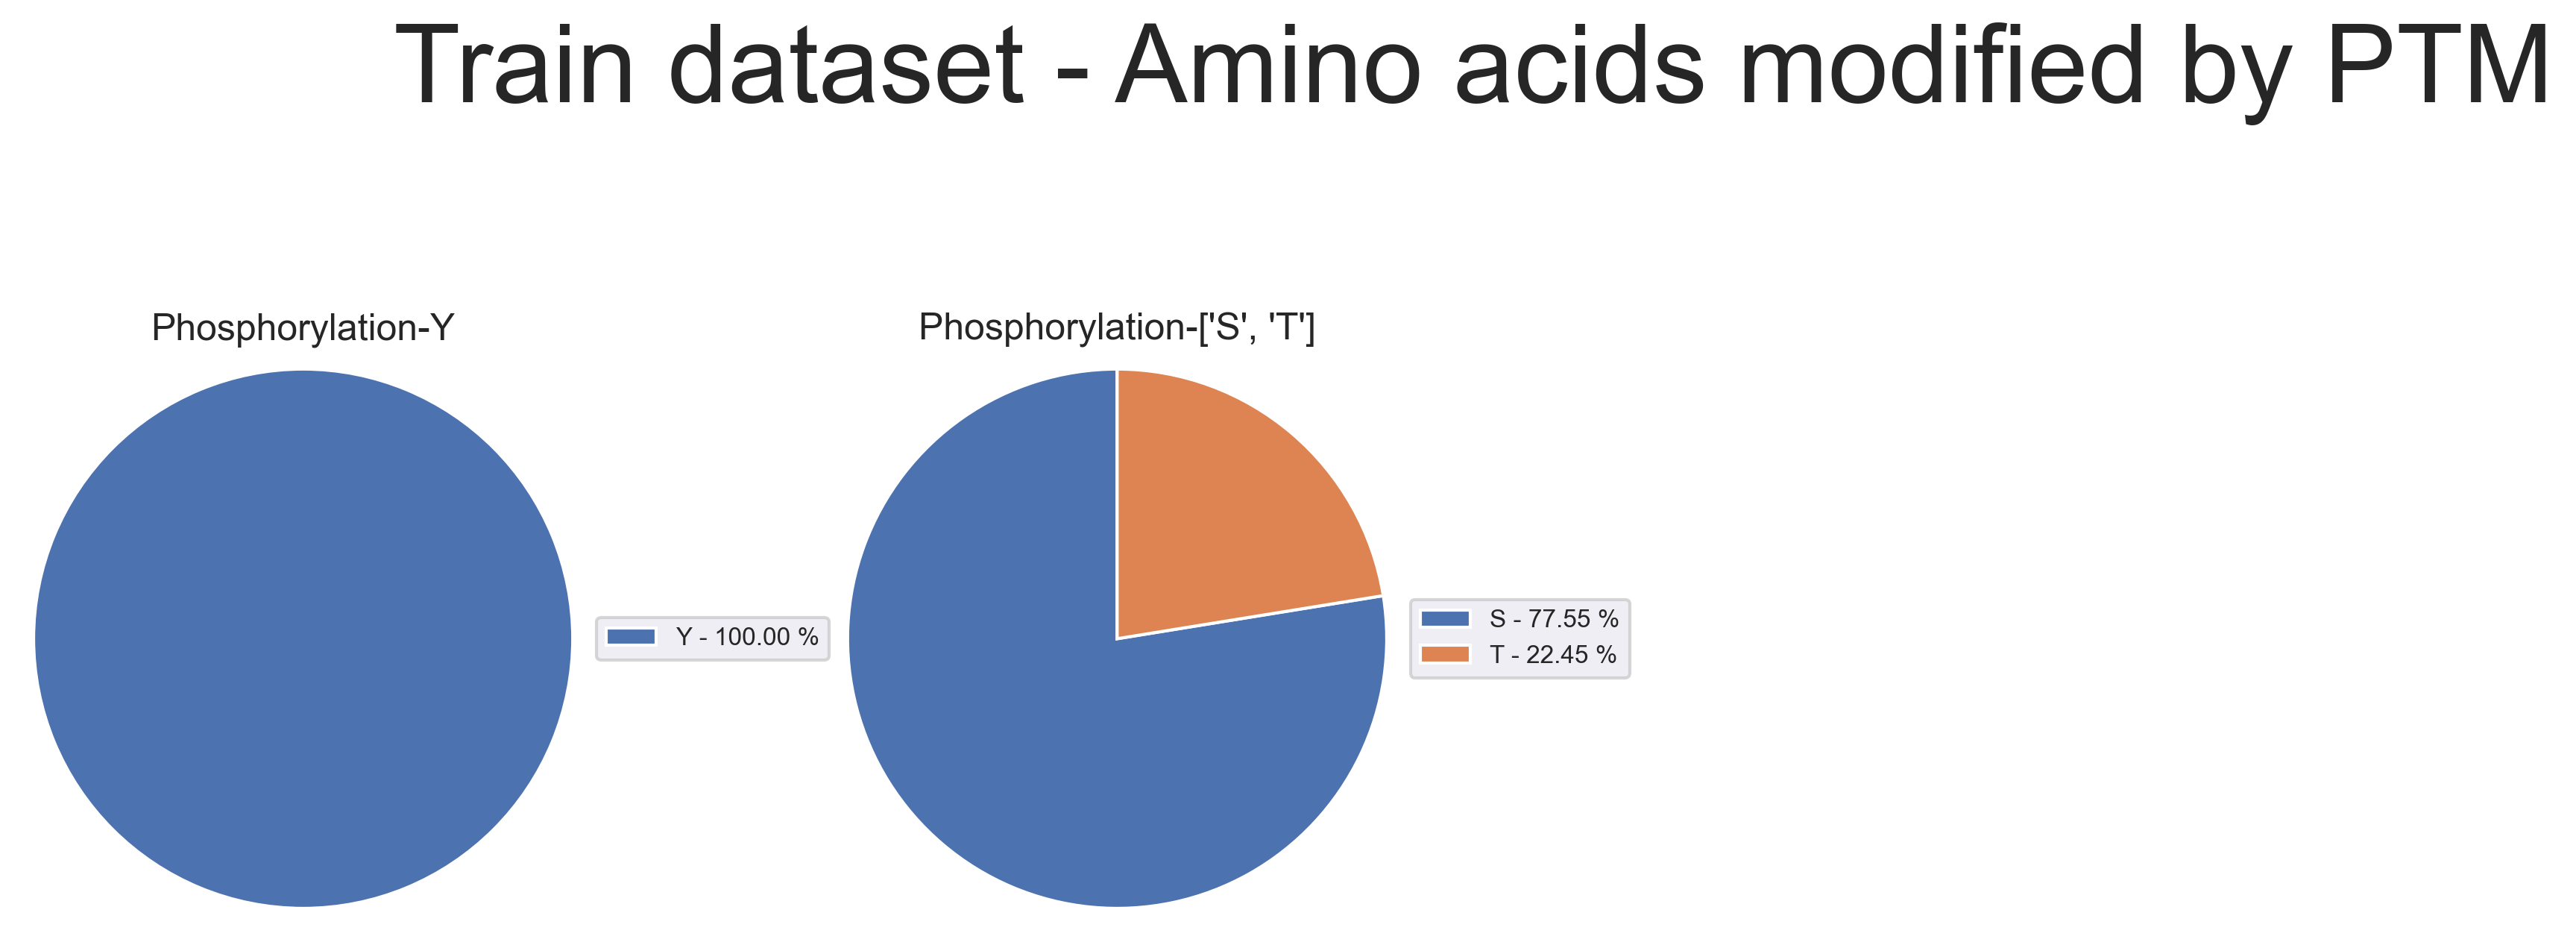 Train dataset - Amino acids modified by PTM
Phosphorylation-Y
Y - 100.00 %
Phosphorylation-['S', 'T']
S - 77.55 %
T - 22.45 %